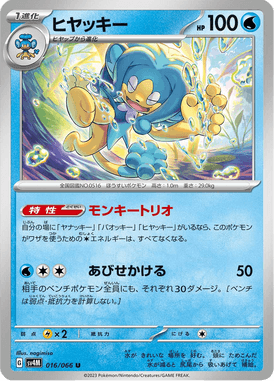 1進化
ヒヤッキー
HP 100
ヒヤップから進化
全国図鑑NO.0516 ほうすいポケモン 高さ:1.0m 重さ:29.0kg
特性 モンキートリオ
自分の場に「ヤナッキー」「バオッキー」「ヒヤッキー」がいるなら、このポケモン
がワザを使うためのエネルギーは、すべてなくなる。
あびせかける 50
相手のベンチポケモン全員にも、それぞれ30ダメージ。
[ベンチは弱点・抵抗力を計算しない。]
弱点 ×2 抵抗力 にげる
Illus. nagimiso
G SV4M 016/066 U
©2023 Pokémon/Nintendo/Creatures/GAME FREAK.